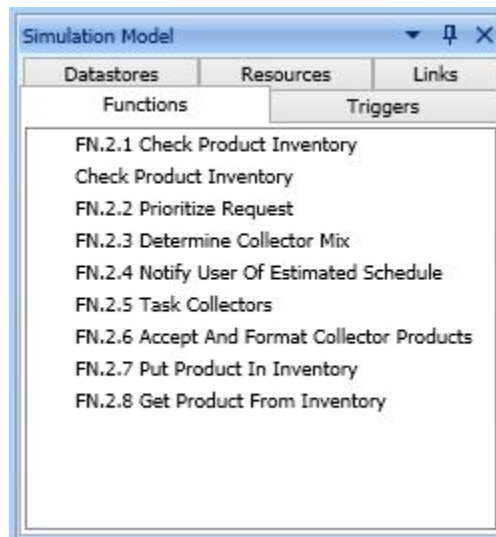 Simulation Model
Datastores Resources Links
Functions Triggers
FN.2.1 Check Product Inventory
Check Product Inventory
FN.2.2 Prioritize Request
FN.2.3 Determine Collector Mix
FN.2.4 Notify User Of Estimated Schedule
FN.2.5 Task Collectors
FN.2.6 Accept And Format Collector Products
FN.2.7 Put Product In Inventory
FN.2.8 Get Product From Inventory